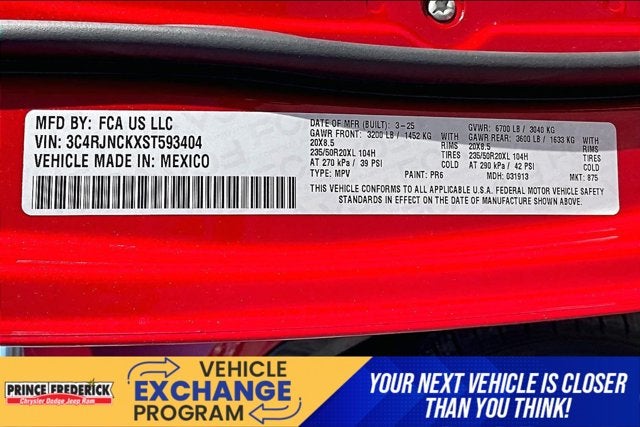 MFD BY: FCA US LLC
VIN: 3C4RJNCKXST593404
VEHICLE MADE IN: MEXICO
DATE OF MFR (BUILT): 3-25 GVWR: 6700 LB / 3040 KG
GAWR FRONT: 3200 LB / 1452 KG GAWR REAR: 3600 LB / 1633 KG
20X8.5 RIMS 20X8.5 RIMS
235/50R20XL 104H TIRES 235/50R20XL 104H TIRES
AT 270 kPa / 39 PSI COLD AT 290 kPa / 42 PSI COLD
TYPE: MPV PAINT: PR6 MDH: 031913 MKT: 875
THIS VEHICLE CONFORMS TO ALL APPLICABLE U.S.A. FEDERAL MOTOR VEHICLE SAFETY
STANDARDS IN EFFECT ON THE DATE OF MANUFACTURE SHOWN ABOVE.
PRINCE FREDERICK
Chrysler Dodge Jeep Ram
VEHICLE
EXCHANGE
PROGRAM
YOUR NEXT VEHICLE IS CLOSER
THAN YOU THINK!